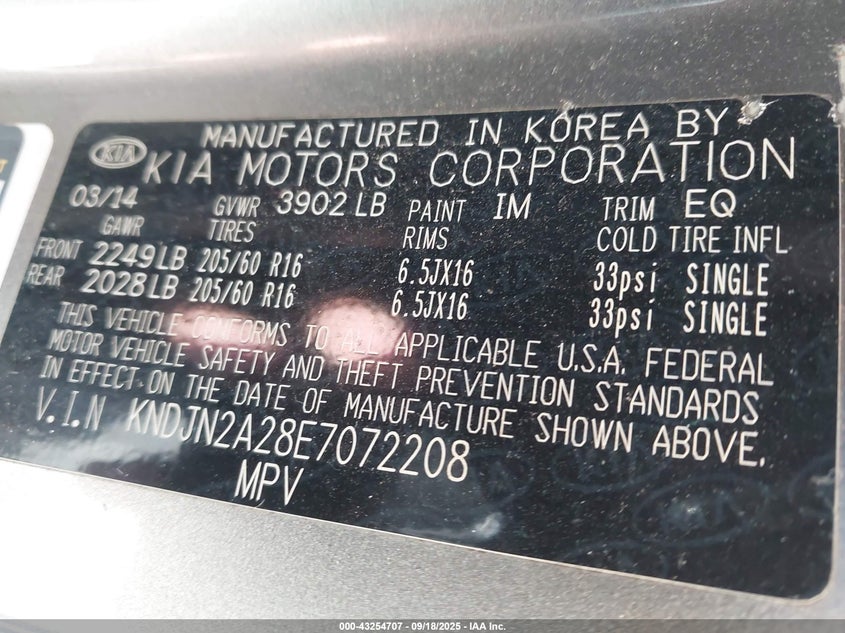 MANUFACTURED IN KOREA BY
KIA KIA MOTORS CORPORATION
03/14 GVWR 3902 LB PAINT IM TRIM EQ
GAWR TIRES RIMS COLD TIRE INFL
FRONT 2249 LB 205/60 R16 6.5JX16 33psi SINGLE
REAR 2028 LB 205/60 R16 6.5JX16 33psi SINGLE
THIS VEHICLE CONFORMS TO ALL APPLICABLE U.S.A. FEDERAL
MOTOR VEHICLE SAFETY AND THEFT PREVENTION STANDARDS
IN EFFECT ON THE DATE OF MANUFACTURE SHOWN ABOVE.
V.I.N KNDJN2A28E7072208
MPV
000-43254707 - 09/18/2025 - IAA Inc.